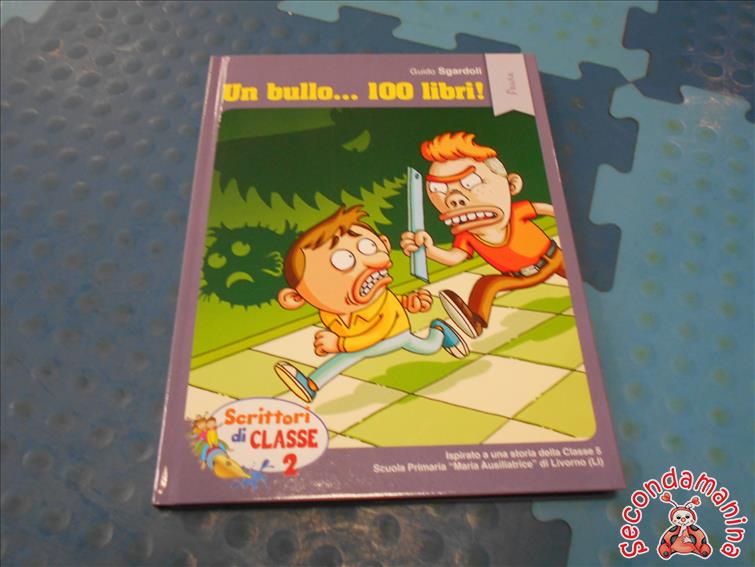 Guido Sgardoli
Un bullo... 100 libri!
Paura
Scrittori
di CLASSE
2
Ispirato a una storia della Classe 5
Scuola Primaria "Maria Ausiliatrice" di Livorno (LI)
secondamanina